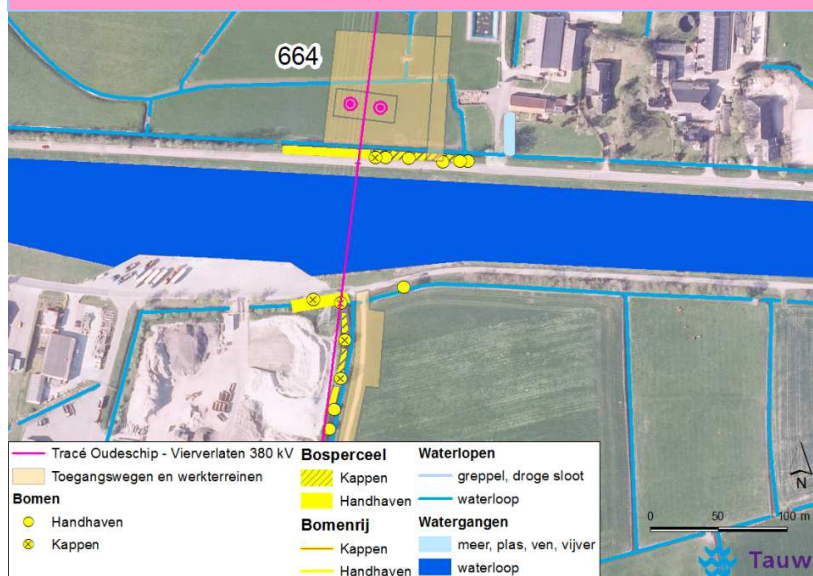 664
Tracé Oudeschip - Vierverlaten 380 kV
Toegangswegen en werkterreinen
Bomen
Handhaven
Kappen
Bosperceel
Kappen
Handhaven
Bomenrij
Kappen
Handhaven
Waterlopen
greppel, droge sloot
waterloop
Watergangen
meer, plas, ven, vijver
waterloop
N
0 50 100 m
Tauw